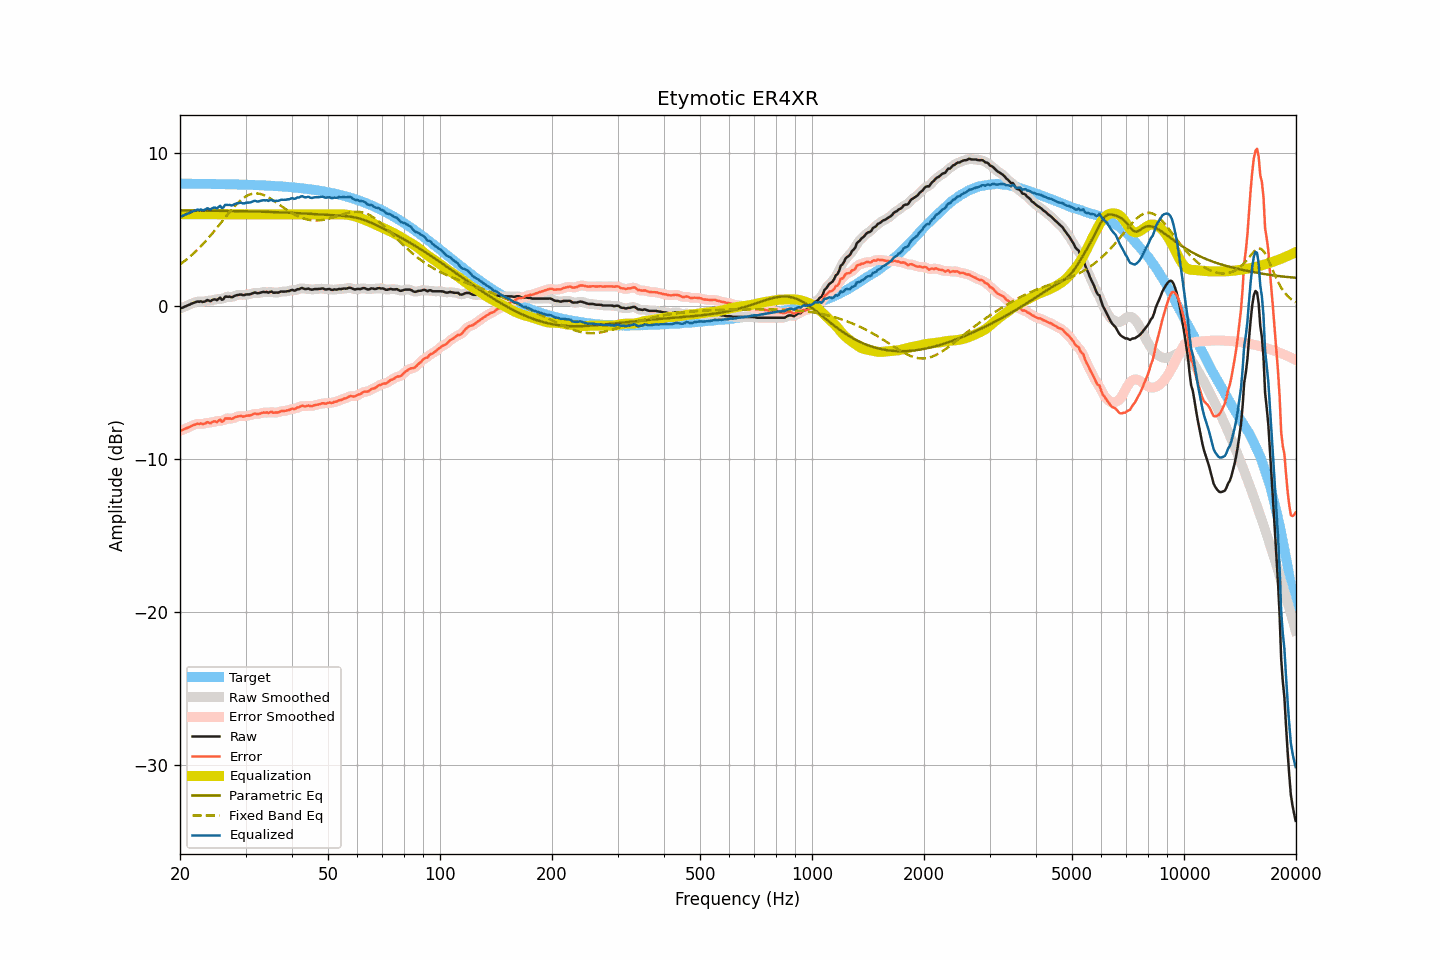 Etymotic ER4XR
Amplitude (dBr)
10
0
−10
−20
−30
Target
Raw Smoothed
Error Smoothed
Raw
Error
Equalization
Parametric Eq
Fixed Band Eq
Equalized
20 50 100 200 500 1000 2000 5000 10000 20000
Frequency (Hz)